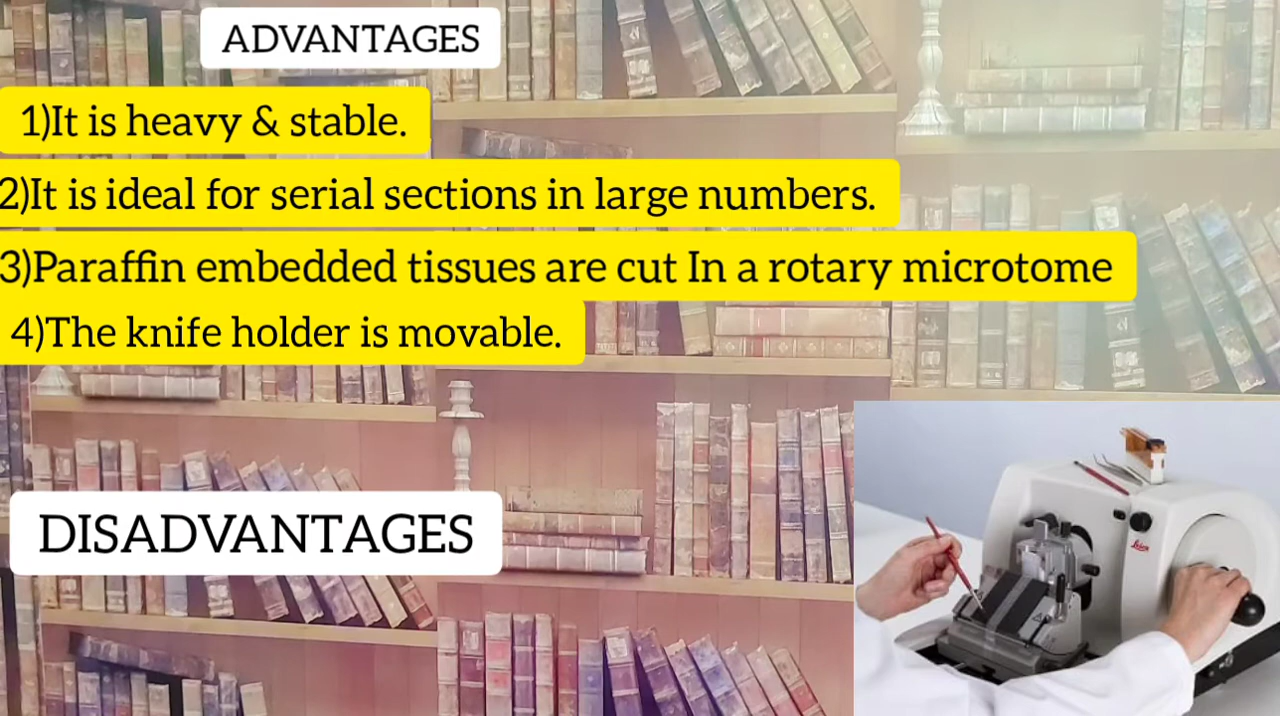 ADVANTAGES
1)It is heavy & stable.
2)It is ideal for serial sections in large numbers.
3)Paraffin embedded tissues are cut In a rotary microtome
4)The knife holder is movable.
DISADVANTAGES
Leica